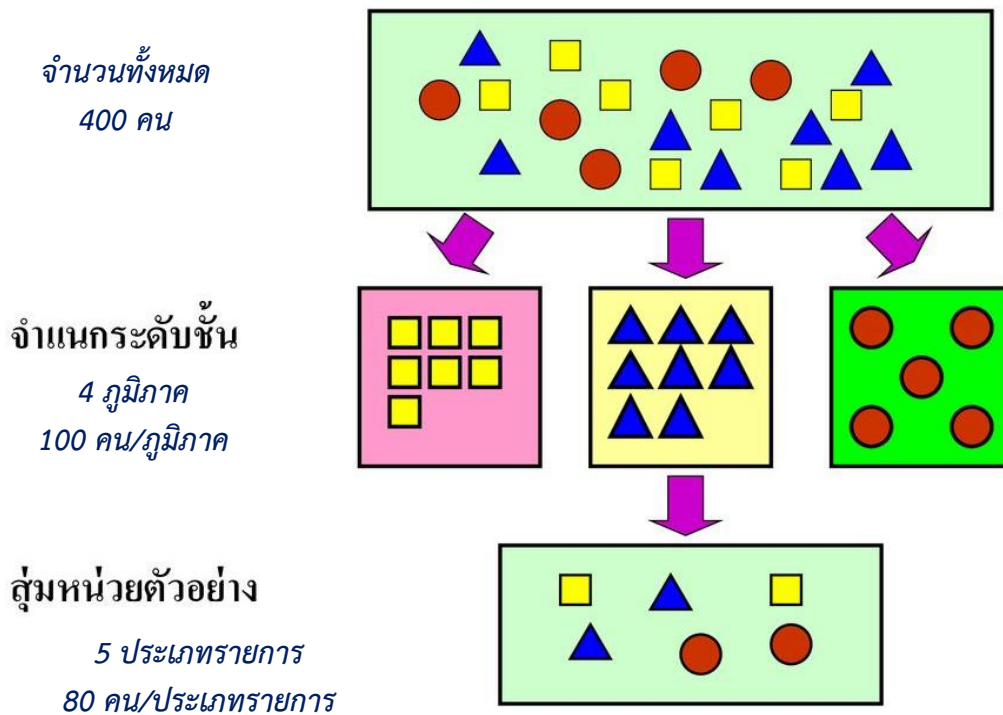 จำนวนทั้งหมด
400 คน
จำแนกระดับชั้น
4 ภูมิภาค
100 คน/ภูมิภาค
สุ่มหน่วยตัวอย่าง
5 ประเภทรายการ
80 คน/ประเภทรายการ